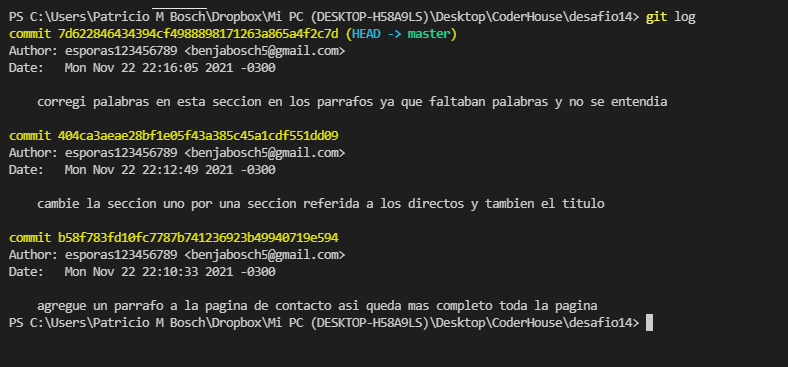 PS C:\Users\Patricio M Bosch\Dropbox\Mi PC (DESKTOP-H58A9LS)\Desktop\CoderHouse\desafio14> git log
commit 7d622846434394cf4988898171263a865a4f2c7d (HEAD -> master)
Author: esporas123456789 <benjabosch5@gmail.com>
Date:   Mon Nov 22 22:16:05 2021 -0300
    corregi palabras en esta seccion en los parrafos ya que faltaban palabras y no se entendia
commit 404ca3aeae28bf1e05f43a385c45a1cdf551dd09
Author: esporas123456789 <benjabosch5@gmail.com>
Date:   Mon Nov 22 22:12:49 2021 -0300
    cambie la seccion uno por una seccion referida a los directos y tambien el titulo
commit b58f783fd10fc7787b741236923b49940719e594
Author: esporas123456789 <benjabosch5@gmail.com>
Date:   Mon Nov 22 22:10:33 2021 -0300
    agregue un parrafo a la pagina de contacto asi queda mas completo toda la pagina
PS C:\Users\Patricio M Bosch\Dropbox\Mi PC (DESKTOP-H58A9LS)\Desktop\CoderHouse\desafio14>